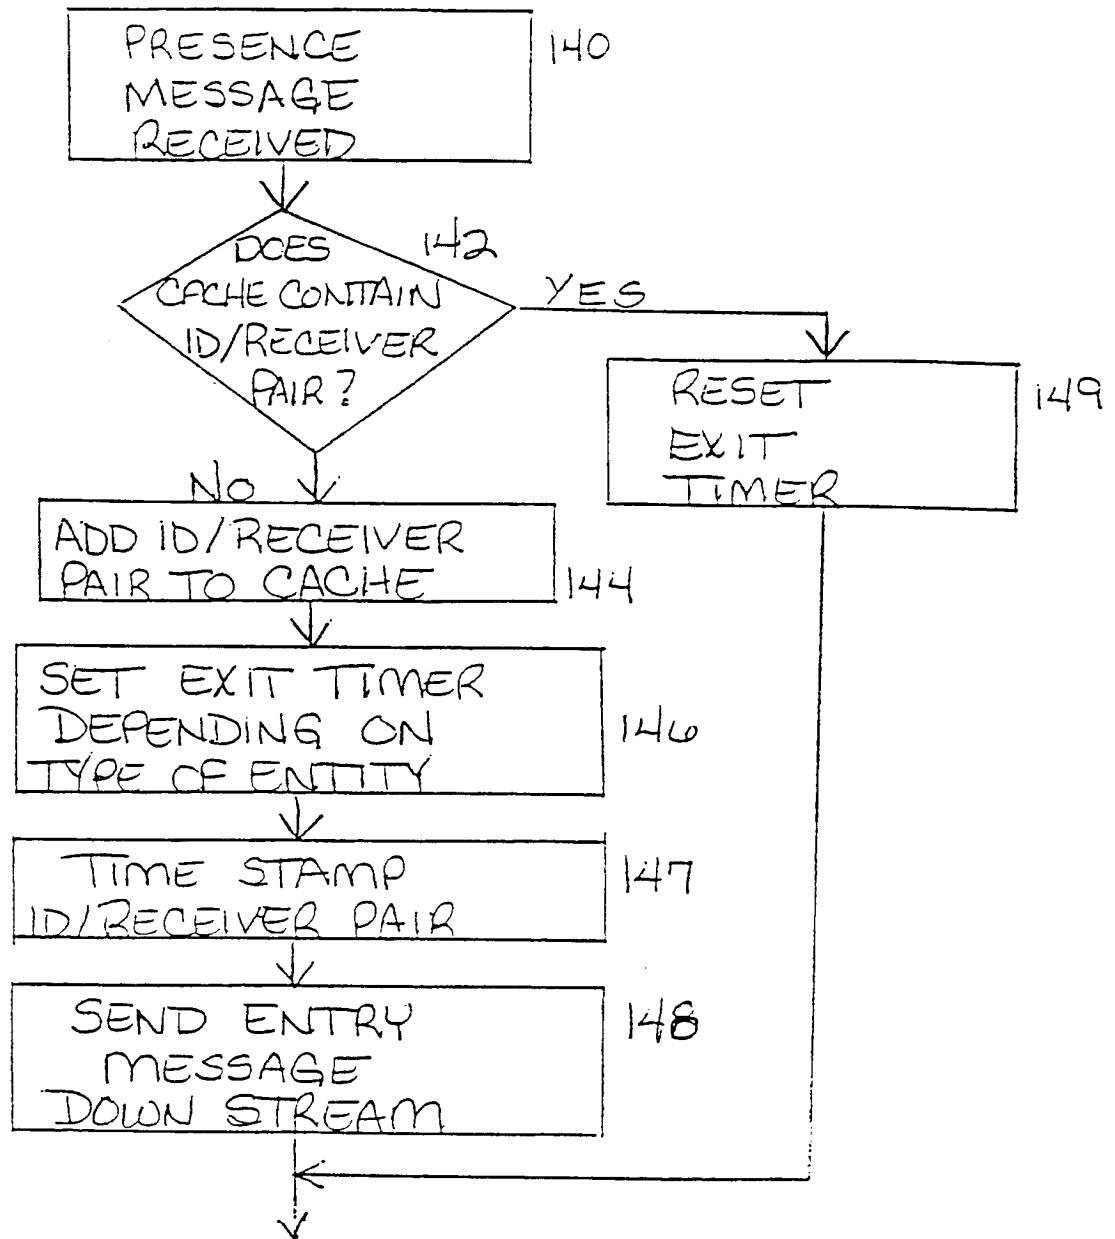 PRESENCE
MESSAGE
RECEIVED
140
DOES
CACHE CONTAIN
ID/RECEIVER
PAIR?
142
YES
RESET
EXIT
TIMER
149
NO
ADD ID/RECEIVER
PAIR TO CACHE
144
SET EXIT TIMER
DEPENDING ON
TYPE OF ENTITY
146
TIME STAMP
ID/RECEIVER PAIR
147
SEND ENTRY
MESSAGE
DOWN STREAM
148